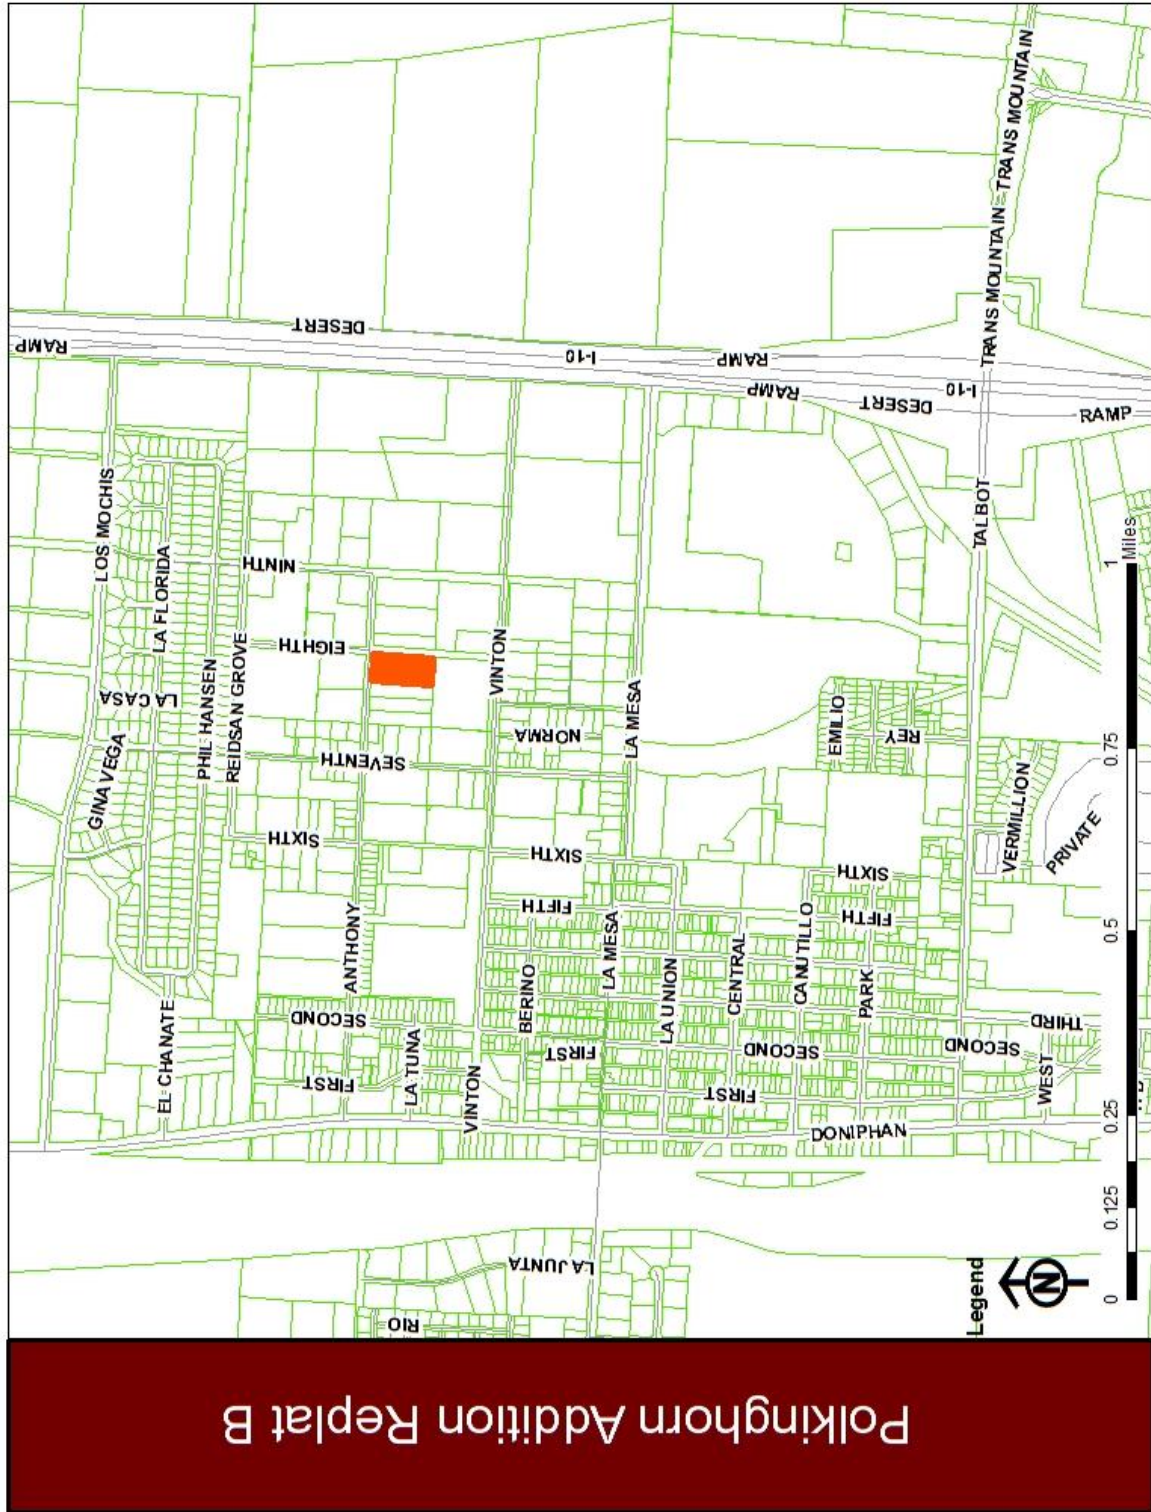 Polkinghorn Addition Replat B
LOS MOCHIS
LA FLORIDA
LA CASA
GINA VEGA
PHIL HANSEN
REIDSAN GROVE
EL CHANATE
NINTH
EIGHTH
SEVENTH
SIXTH
ANTHONY
SECOND
FIRST
LA TUNA
VINTON
VINTON
NORMA
SIXTH
FIFTH
BERINO
FIRST
LA MESA
LA MESA
LA UNION
CENTRAL
CANUTILLO
PARK
SIXTH
FIFTH
SECOND
FIRST
EMILIO
REY
TALBOT
VERMILLION
PRIVATE
THIRD
SECOND
WEST
DONIPHAN
LA JUNTA
RIO
RAMP
DESERT
I-10
RAMP
RAMP
DESERT
I-10
RAMP
TRANS MOUNTAIN
TRANS MOUNTAIN
Legend
N
0
0.125
0.25
0.5
0.75
1
Miles